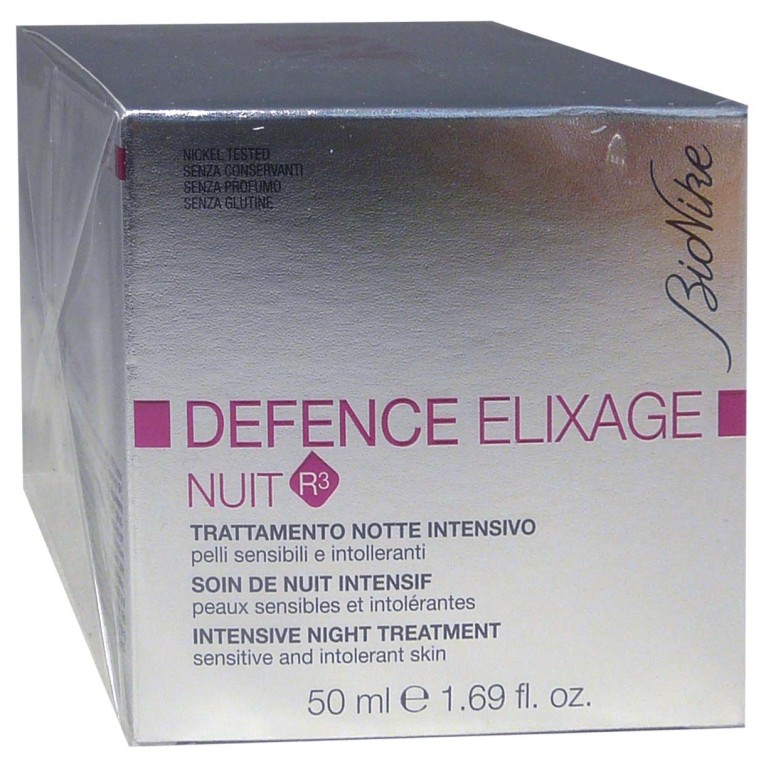 NICKEL TESTED
SENZA CONSERVANTI
SENZA PROFUMO
SENZA GLUTINE
BioNike
DEFENCE ELIXAGE
NUIT R3
TRATTAMENTO NOTTE INTENSIVO
pelli sensibili e intolleranti
SOIN DE NUIT INTENSIF
peaux sensibles et intolérantes
INTENSIVE NIGHT TREATMENT
sensitive and intolerant skin
50 ml ℮ 1.69 fl. oz.